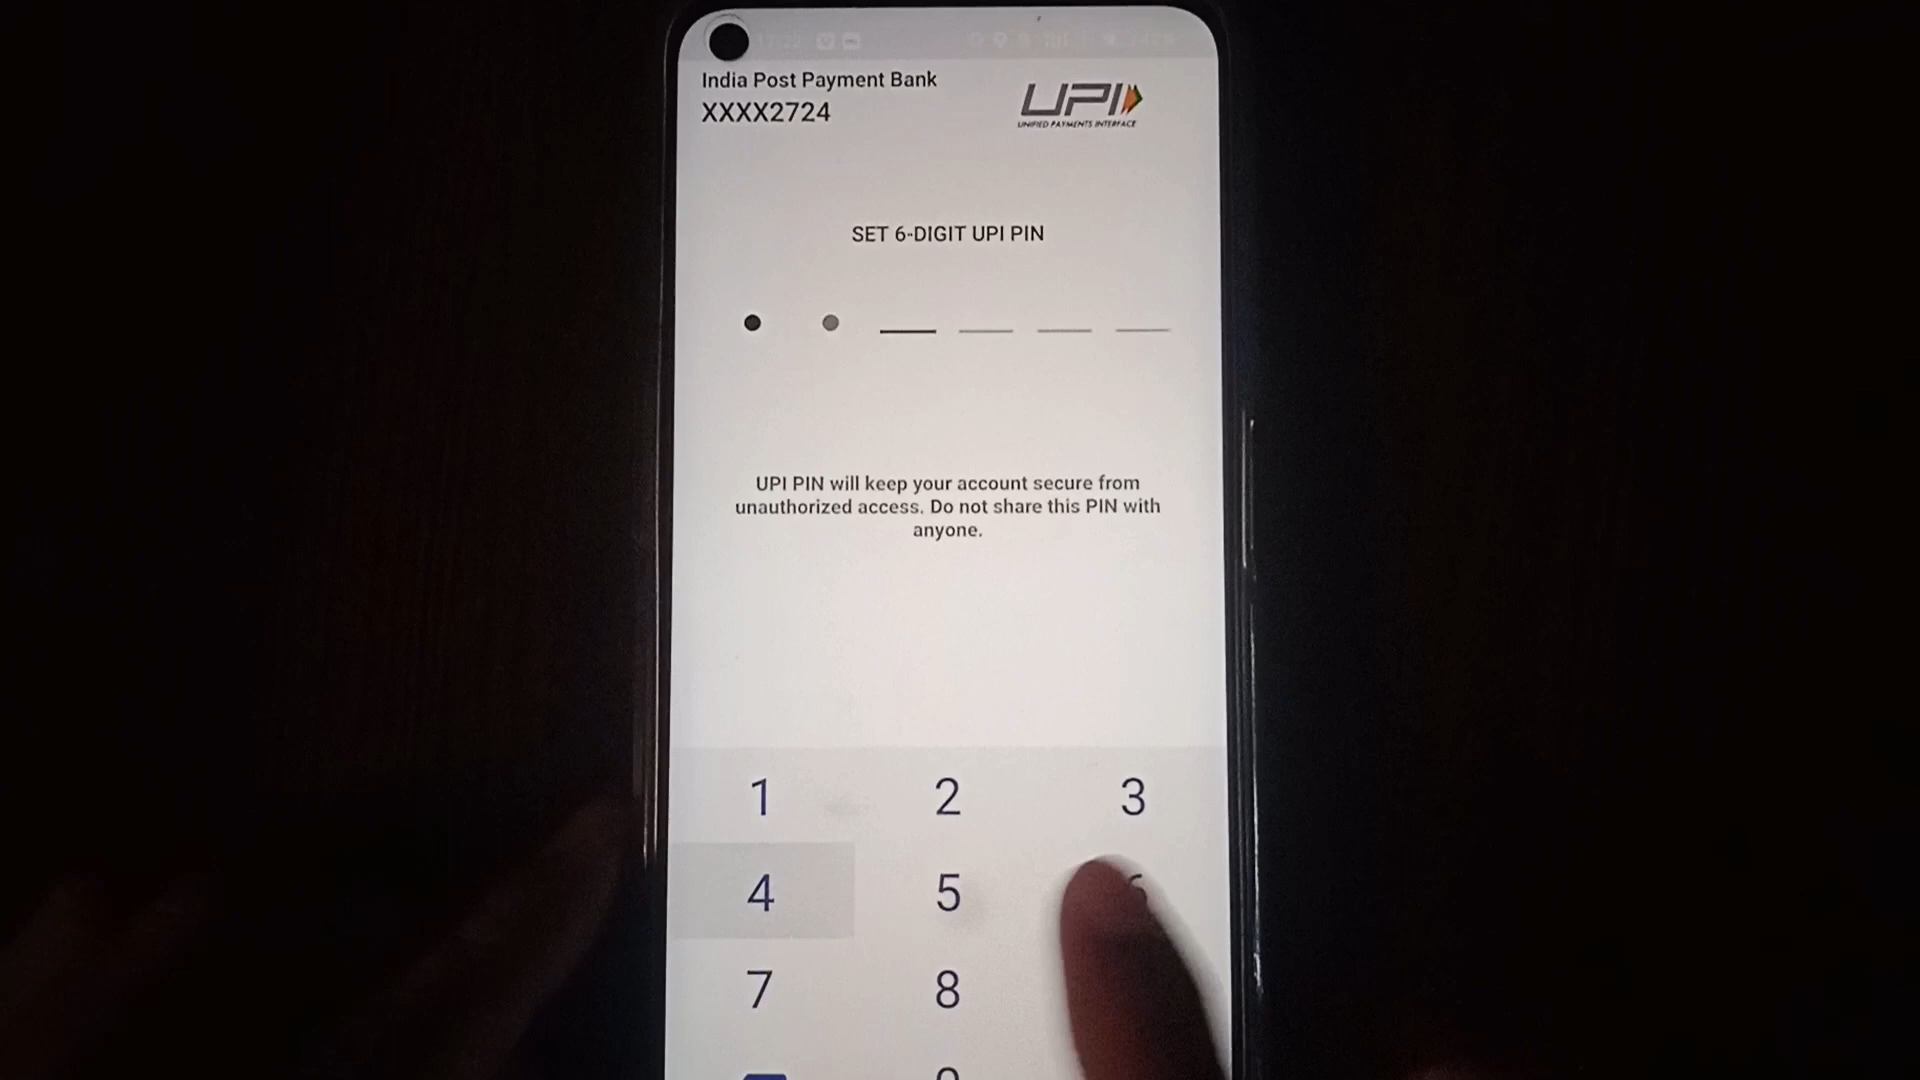 India Post Payment Bank
XXXX2724
UPI
UNIFIED PAYMENTS INTERFACE
SET 6-DIGIT UPI PIN
UPI PIN will keep your account secure from
unauthorized access. Do not share this PIN with
anyone.
1 2 3
4 5 6
7 8